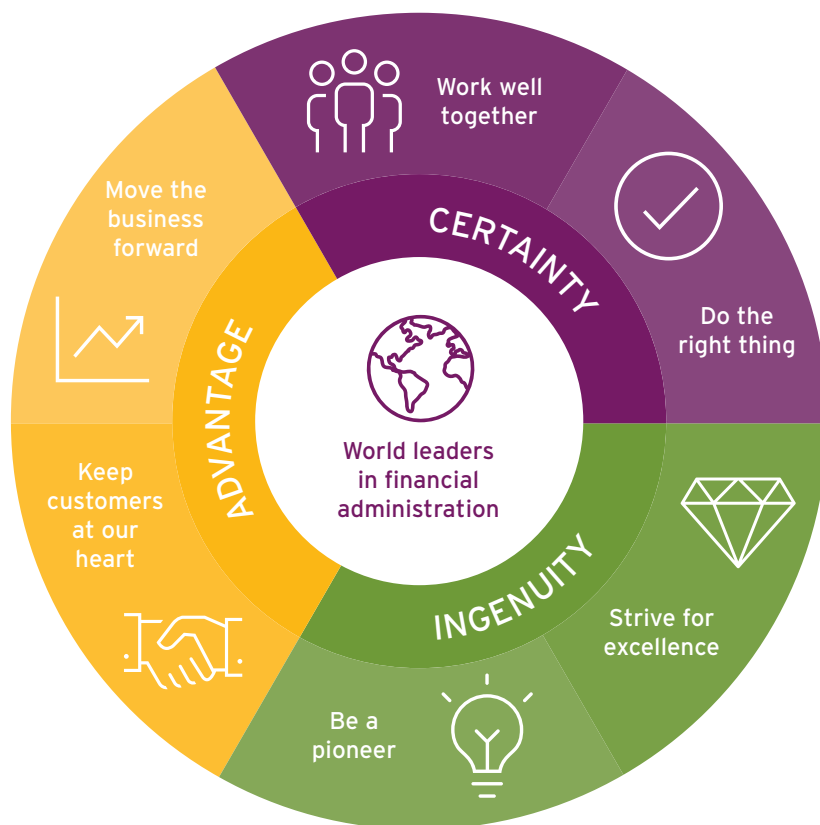 Work well
together
Do the
right thing
Strive for
excellence
Be a
pioneer
Keep
customers
at our
heart
Move the
business
forward
CERTAINTY
INGENUITY
ADVANTAGE
World leaders
in financial
administration